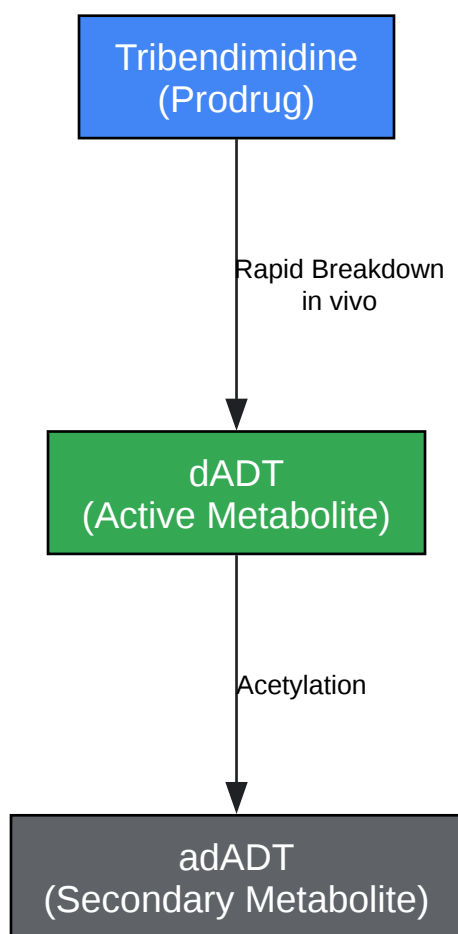 Tribendimidine
(Prodrug)
Rapid Breakdown
in vivo
dADT
(Active Metabolite)
Acetylation
adADT
(Secondary Metabolite)